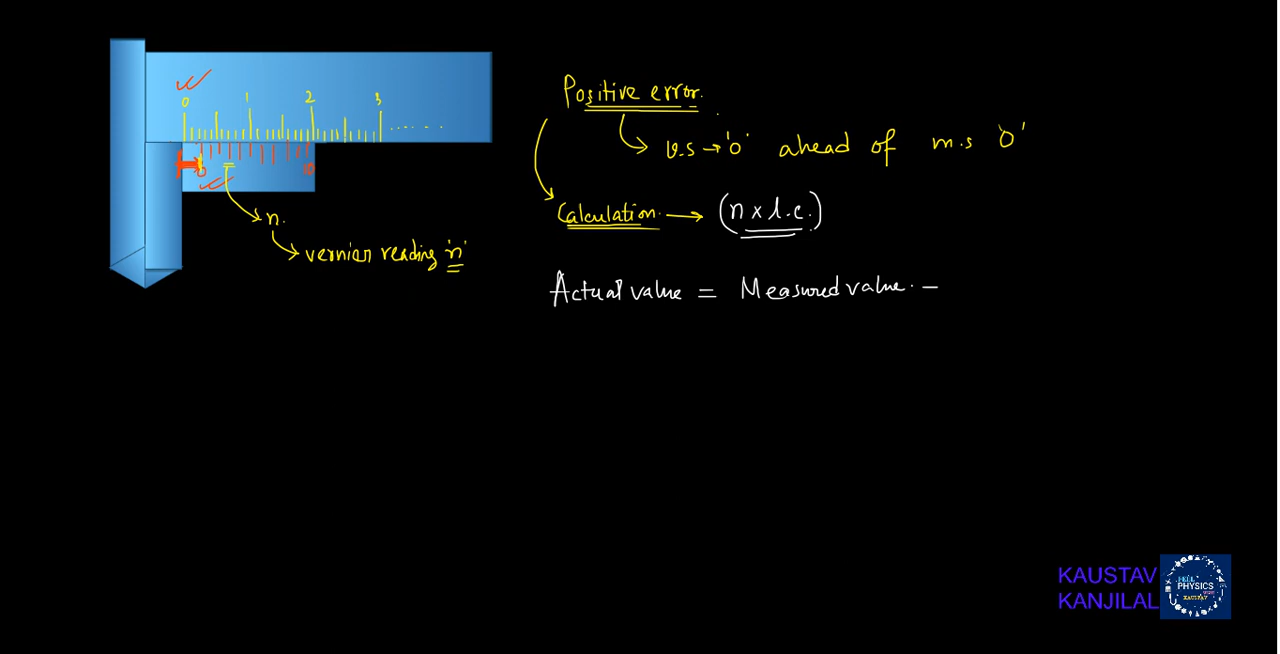 0 1 2 3 .......
0 10
n.
vernier reading 'n'
Positive error.
v.s → '0' ahead of m.s '0'
Calculation. → (n × l.c.)
Actual value = Measured value. –
KAUSTAV
KANJILAL
PHYSICS
KAUSTAV